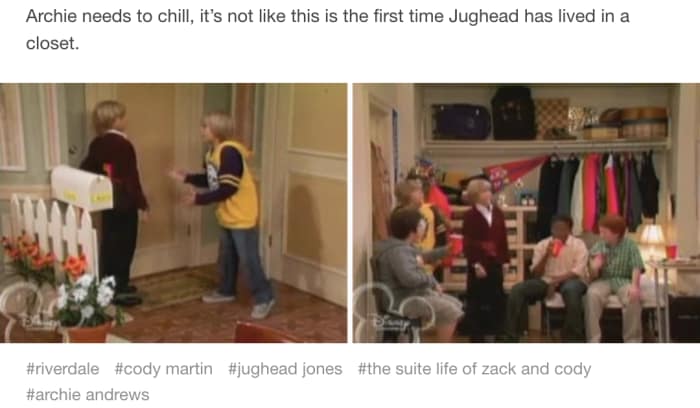 Archie needs to chill, it's not like this is the first time Jughead has lived in a
closet.
Disney
#riverdale #cody martin #jughead jones #the suite life of zack and cody
#archie andrews